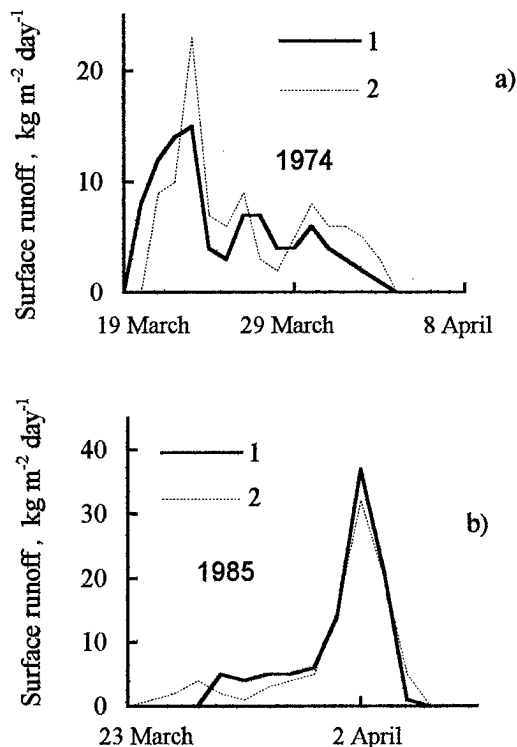 Surface runoff , kg m⁻² day⁻¹
20
10
0
1
2
a)
1974
19 March
29 March
8 April
Surface runoff , kg m⁻² day⁻¹
40
30
20
10
0
1
2
b)
1985
23 March
2 April